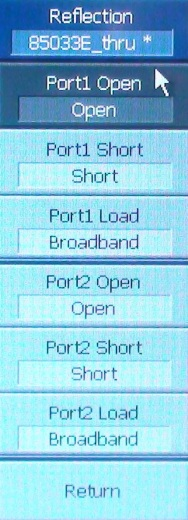 Reflection
85033E_thru *
Port1 Open
Open
Port1 Short
Short
Port1 Load
Broadband
Port2 Open
Open
Port2 Short
Short
Port2 Load
Broadband
Return